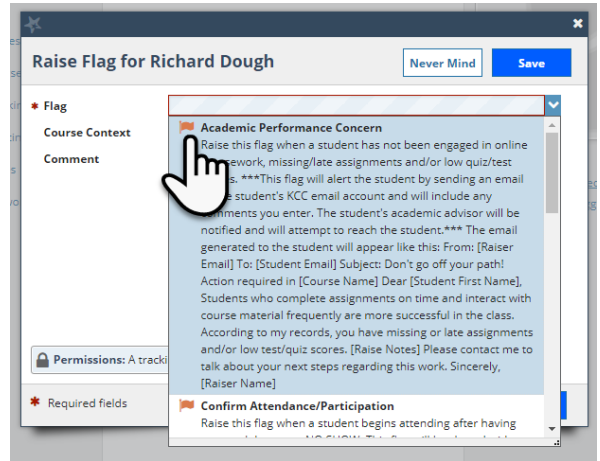 Raise Flag for Richard Dough
Never Mind
Save
* Flag
Course Context
Comment
Academic Performance Concern
Raise this flag when a student has not been engaged in online
work, missing/late assignments and/or low quiz/test
s. ***This flag will alert the student by sending an email
student's KCC email account and will include any
comments you enter. The student's academic advisor will be
notified and will attempt to reach the student.*** The email
generated to the student will appear like this: From: [Raiser
Email] To: [Student Email] Subject: Don't go off your path!
Action required in [Course Name] Dear [Student First Name],
Students who complete assignments on time and interact with
course material frequently are more successful in the class.
According to my records, you have missing or late assignments
and/or low test/quiz scores. [Raise Notes] Please contact me to
talk about your next steps regarding this work. Sincerely,
[Raiser Name]
Confirm Attendance/Participation
Raise this flag when a student begins attending after having
Permissions: A tracki
* Required fields